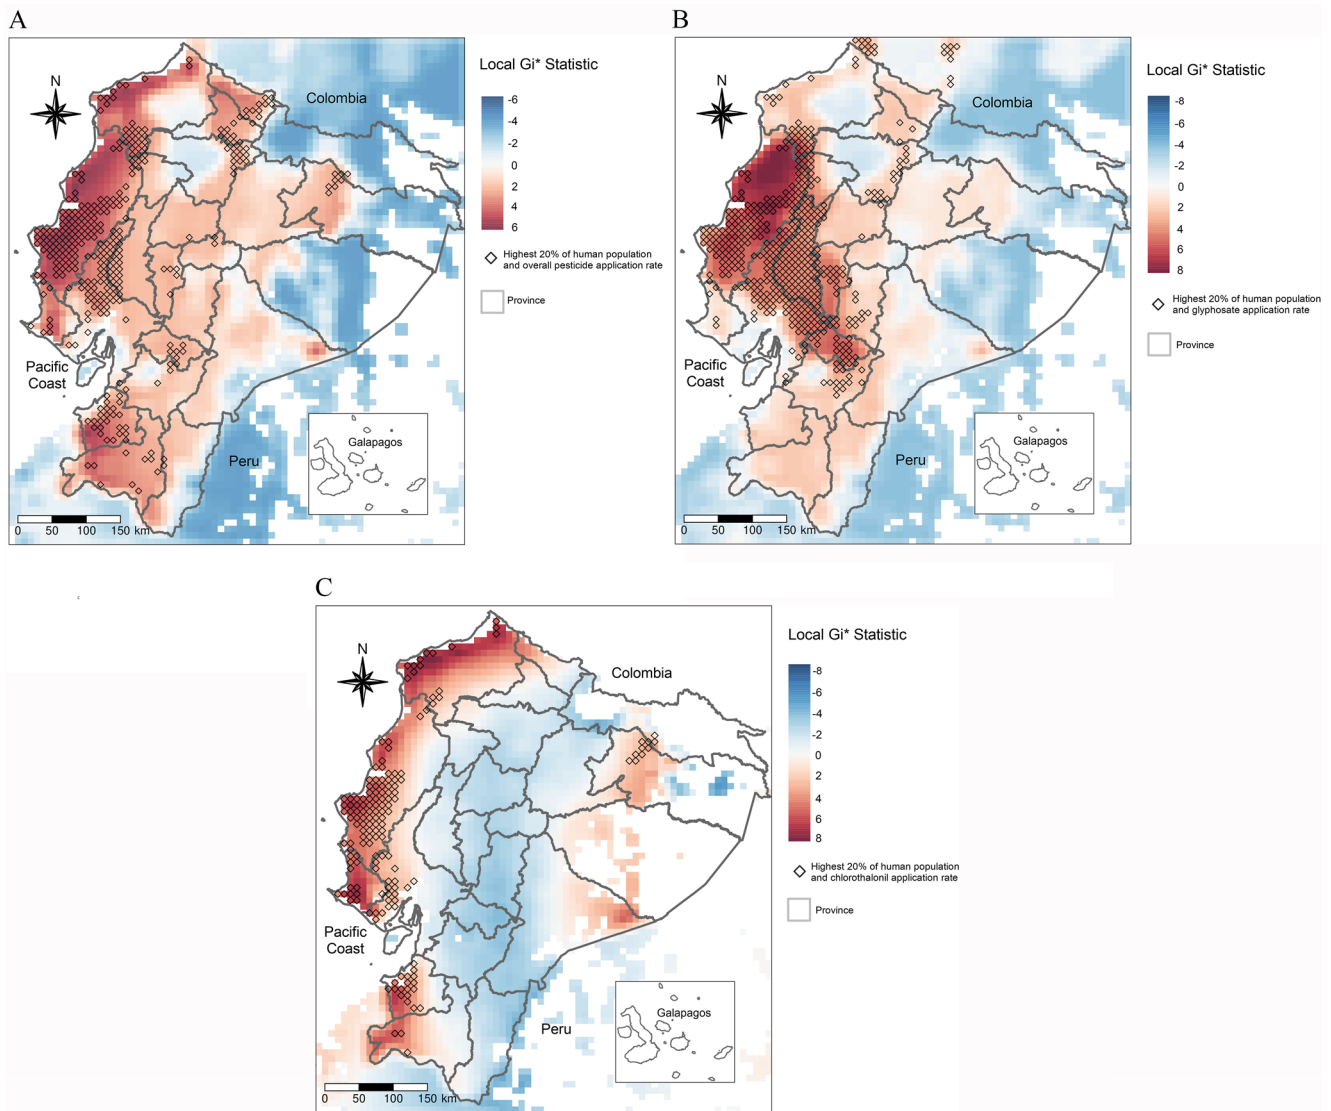 A
N
Colombia
Pacific
Coast
Peru
Galapagos
0 50 100 150 km
Local Gi* Statistic
-6
-4
-2
0
2
4
6
Highest 20% of human population
and overall pesticide application rate
Province
B
N
Colombia
Pacific
Coast
Peru
Galapagos
0 50 100 150 km
Local Gi* Statistic
-8
-6
-4
-2
0
2
4
6
8
Highest 20% of human population
and glyphosate application rate
Province
c
C
N
Colombia
Pacific
Coast
Peru
Galapagos
0 50 100 150 km
Local Gi* Statistic
-8
-6
-4
-2
0
2
4
6
8
Highest 20% of human population
and chlorothalonil application rate
Province